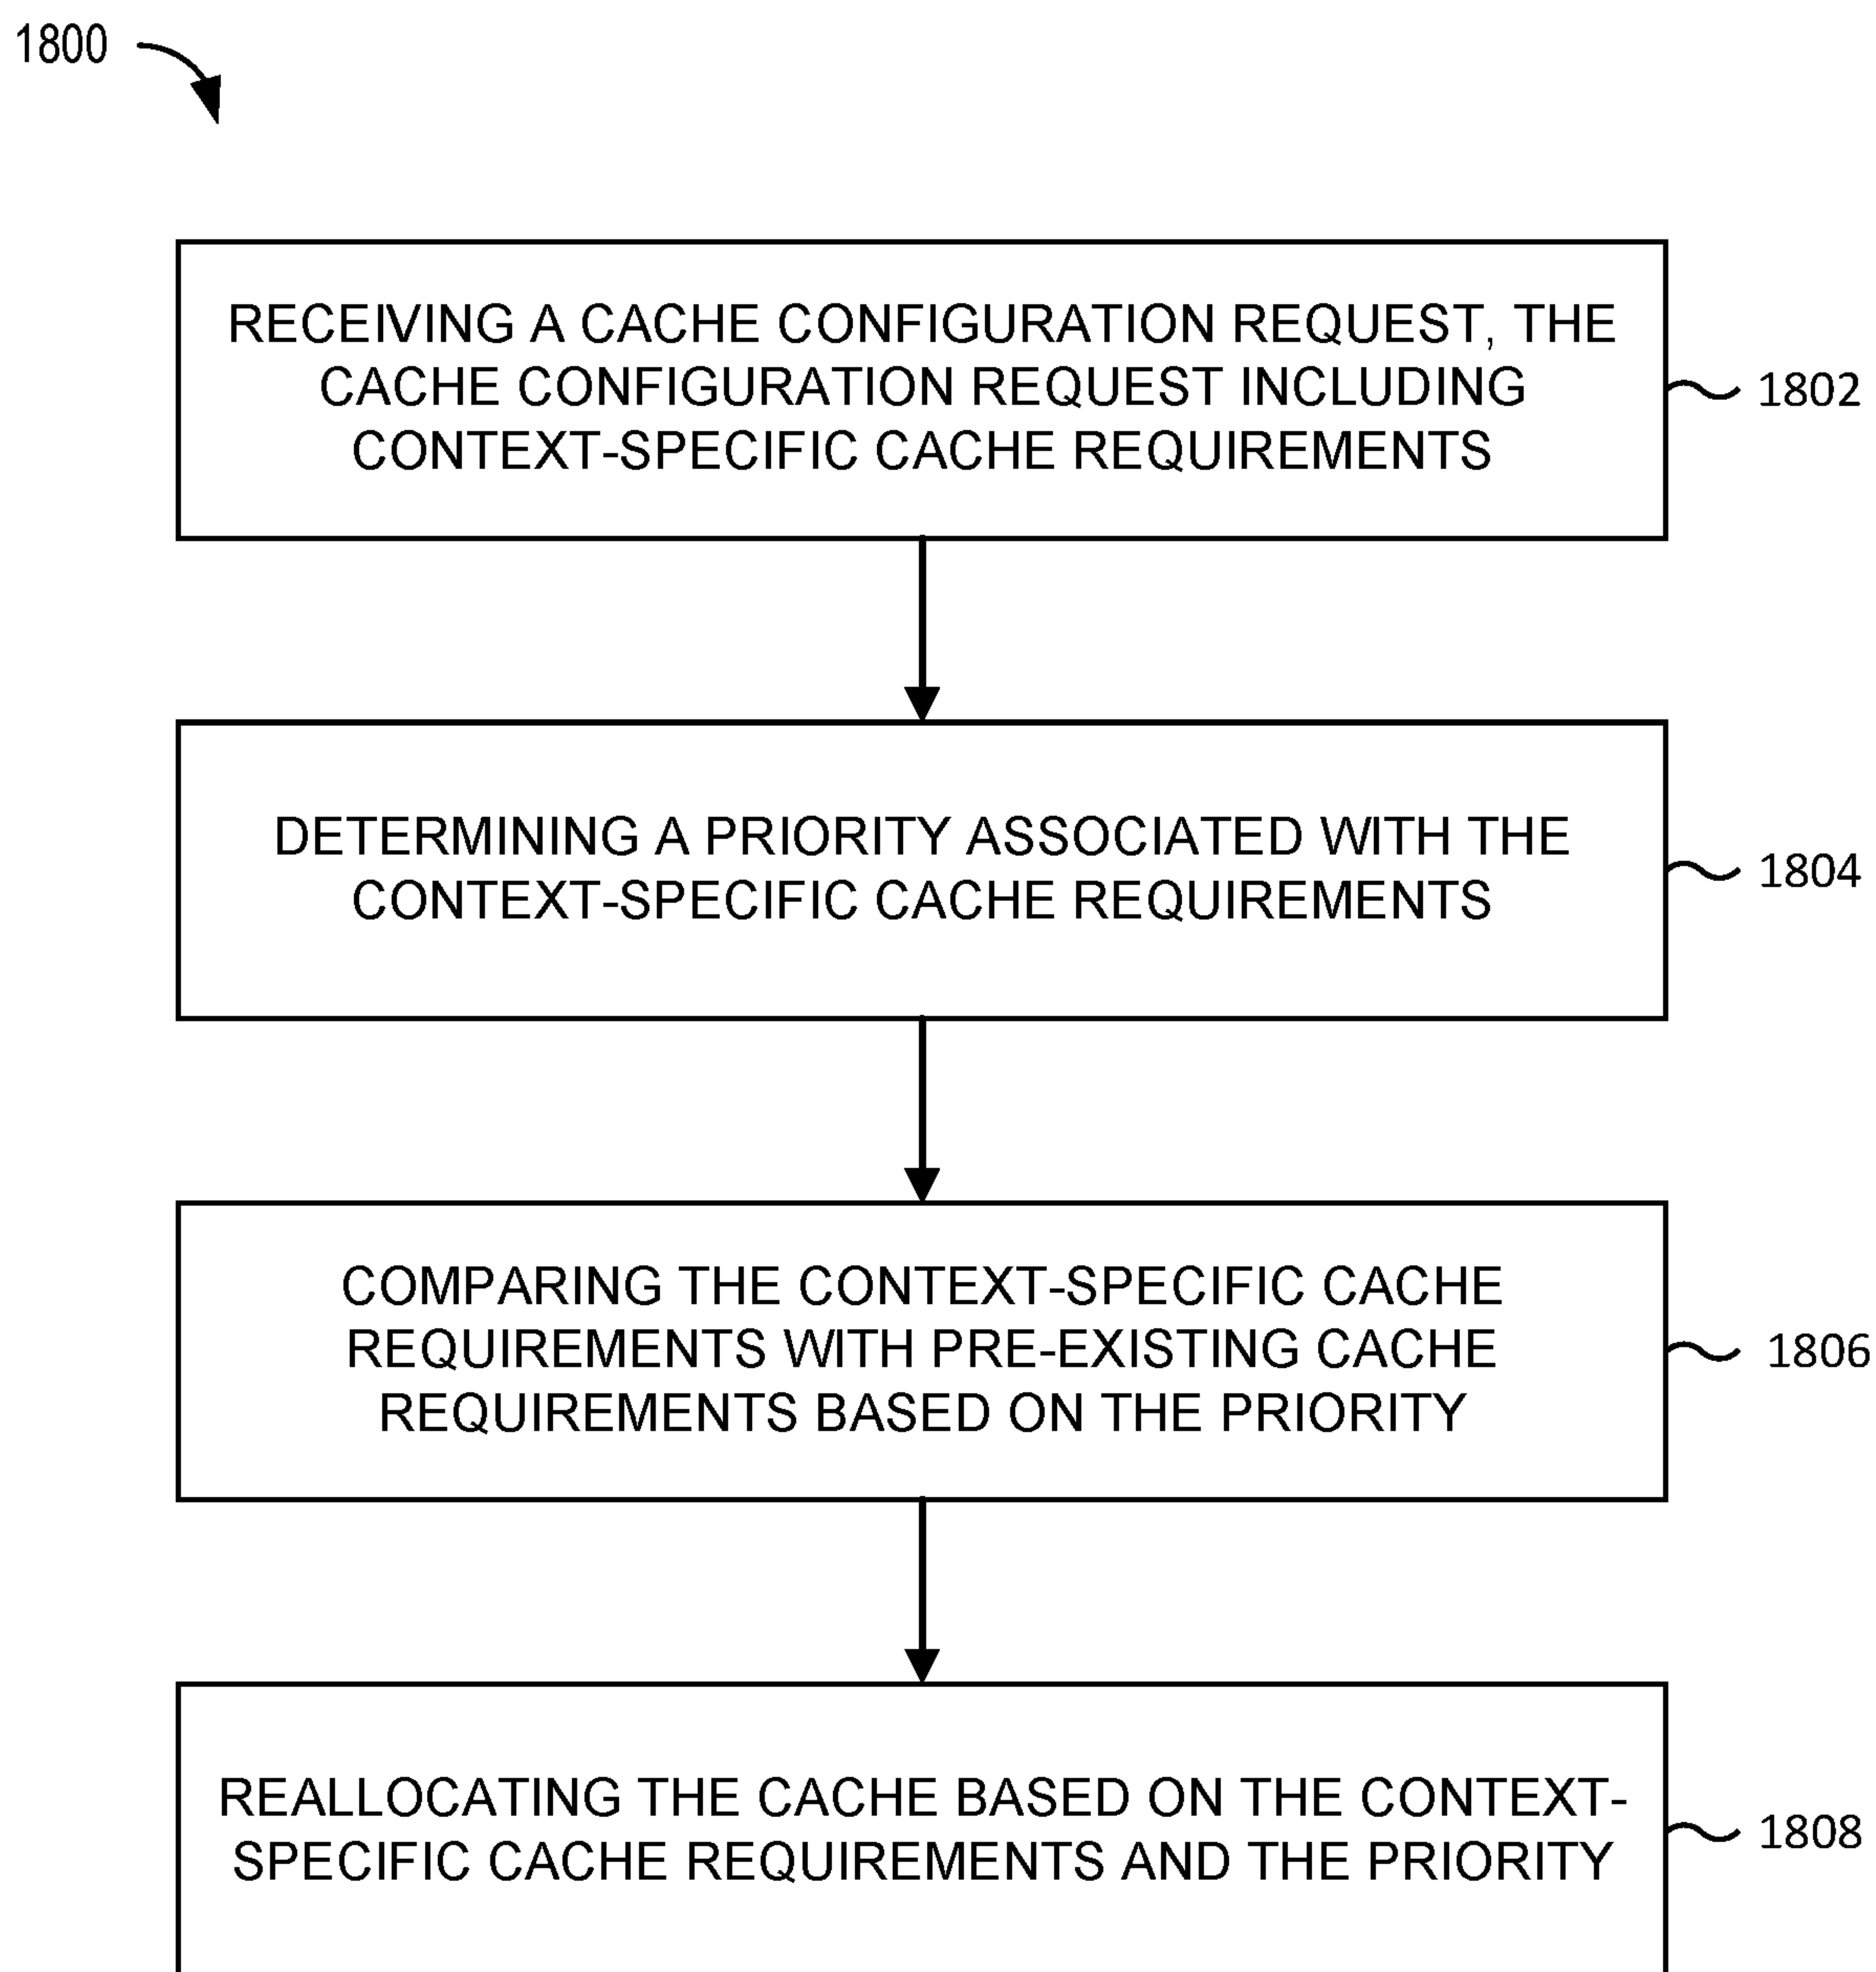 1800
RECEIVING A CACHE CONFIGURATION REQUEST, THE
CACHE CONFIGURATION REQUEST INCLUDING
CONTEXT-SPECIFIC CACHE REQUIREMENTS
1802
DETERMINING A PRIORITY ASSOCIATED WITH THE
CONTEXT-SPECIFIC CACHE REQUIREMENTS
1804
COMPARING THE CONTEXT-SPECIFIC CACHE
REQUIREMENTS WITH PRE-EXISTING CACHE
REQUIREMENTS BASED ON THE PRIORITY
1806
REALLOCATING THE CACHE BASED ON THE CONTEXT-
SPECIFIC CACHE REQUIREMENTS AND THE PRIORITY
1808